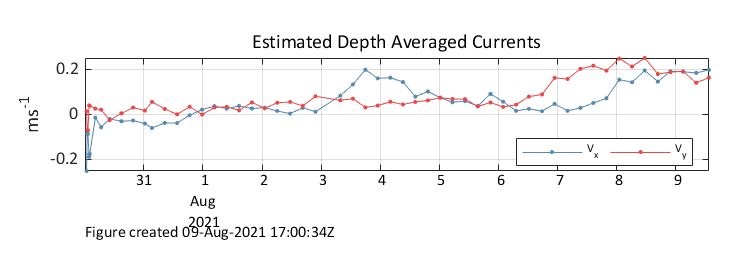 Estimated Depth Averaged Currents
0.2
0
-0.2
ms-1
31 1 2 3 4 5 6 7 8 9
Aug
2021
Vx Vy
Figure created 09-Aug-2021 17:00:34Z